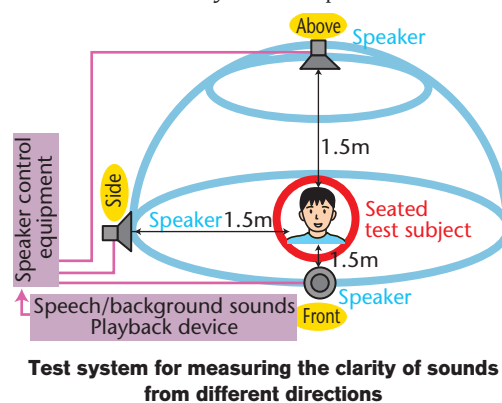 Above
Speaker
1.5m
Speaker control
equipment
Side
Speaker
1.5m
Seated
test subject
1.5m
Speaker
Front
Speech/background sounds
Playback device
Test system for measuring the clarity of sounds
from different directions